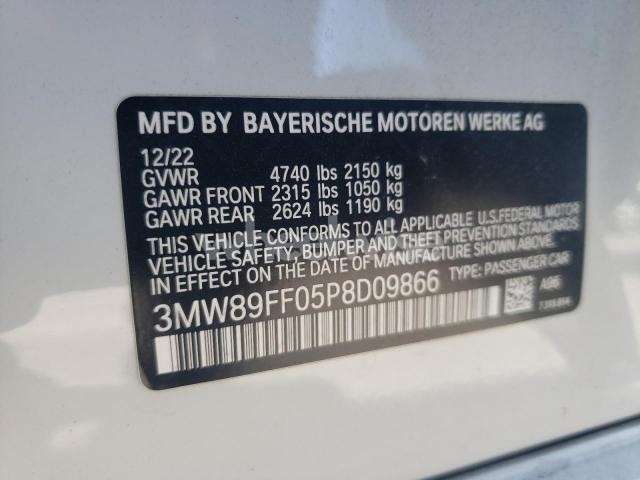 MFD BY BAYERISCHE MOTOREN WERKE AG
12/22
GVWR 4740 lbs 2150 kg
GAWR FRONT 2315 lbs 1050 kg
GAWR REAR 2624 lbs 1190 kg
THIS VEHICLE CONFORMS TO ALL APPLICABLE U.S.FEDERAL MOTOR
VEHICLE SAFETY, BUMPER AND THEFT PREVENTION STANDARDS
IN EFFECT ON THE DATE OF MANUFACTURE SHOWN ABOVE.
3MW89FF05P8D09866 TYPE: PASSENGER CAR
A96